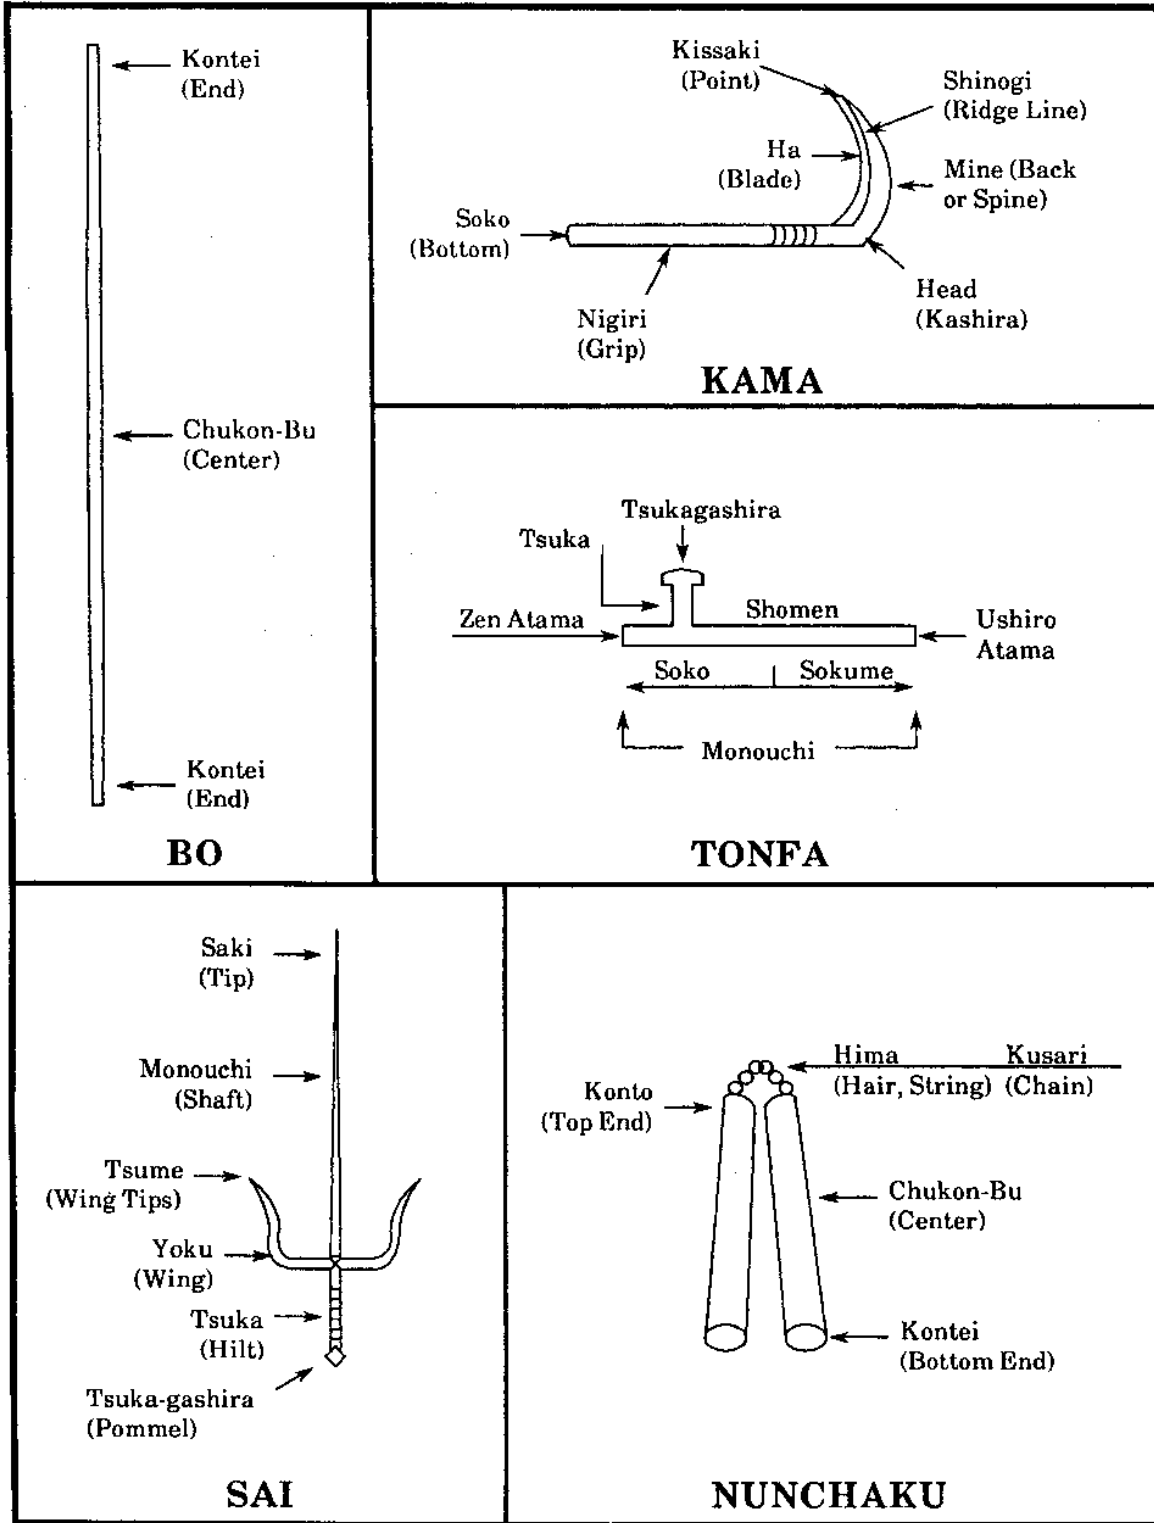 Kontei
(End)
Chukon-Bu
(Center)
Kontei
(End)
BO
Kissaki
(Point)
Shinogi
(Ridge Line)
Ha
(Blade)
Mine (Back
or Spine)
Soko
(Bottom)
Head
(Kashira)
Nigiri
(Grip)
KAMA
Tsukagashira
Tsuka
Zen Atama
Shomen
Ushiro
Atama
Soko
Sokume
Monouchi
TONFA
Saki
(Tip)
Monouchi
(Shaft)
Tsume
(Wing Tips)
Yoku
(Wing)
Tsuka
(Hilt)
Tsuka-gashira
(Pommel)
SAI
Hima Kusari
(Hair, String) (Chain)
Konto
(Top End)
Chukon-Bu
(Center)
Kontei
(Bottom End)
NUNCHAKU